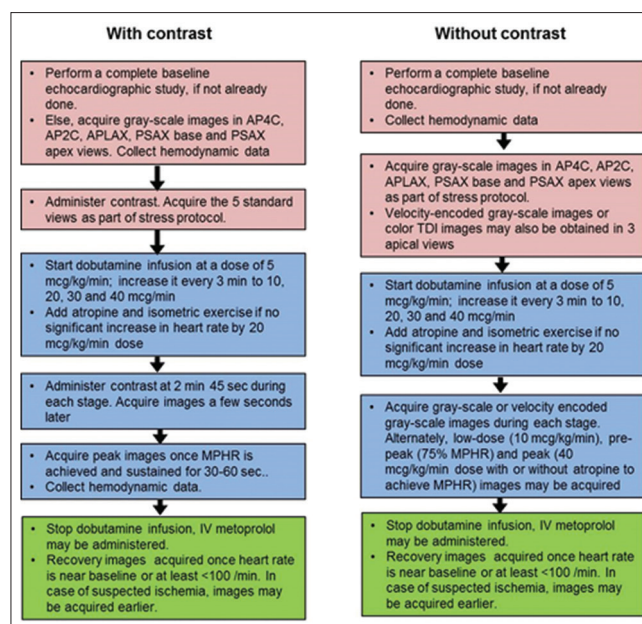 With contrast
• Perform a complete baseline
echocardiographic study, if not already
done.
• Else, acquire gray-scale images in AP4C,
AP2C, APLAX, PSAX base and PSAX
apex views. Collect hemodynamic data
• Administer contrast. Acquire the 5 standard
views as part of stress protocol.
• Start dobutamine infusion at a dose of 5
mcg/kg/min; increase it every 3 min to 10,
20, 30 and 40 mcg/min
• Add atropine and isometric exercise if no
significant increase in heart rate by 20
mcg/kg/min dose
• Administer contrast at 2 min 45 sec during
each stage. Acquire images a few seconds
later
• Acquire peak images once MPHR is
achieved and sustained for 30-60 sec..
• Collect hemodynamic data.
• Stop dobutamine infusion, IV metoprolol
may be administered.
• Recovery images acquired once heart rate
is near baseline or at least <100 /min. In
case of suspected ischemia, images may
be acquired earlier.
Without contrast
• Perform a complete baseline
echocardiographic study, if not already
done.
• Collect hemodynamic data
• Acquire gray-scale images in AP4C, AP2C,
APLAX, PSAX base and PSAX apex views
as part of stress protocol.
• Velocity-encoded gray-scale images or
color TDI images may also be obtained in 3
apical views
• Start dobutamine infusion at a dose of 5
mcg/kg/min; increase it every 3 min to 10,
20, 30 and 40 mcg/min
• Add atropine and isometric exercise if no
significant increase in heart rate by 20
mcg/kg/min dose
• Acquire gray-scale or velocity encoded
gray-scale images during each stage.
Alternately, low-dose (10 mcg/kg/min), pre-
peak (75% MPHR) and peak (40
mcg/kg/min dose with or without atropine to
achieve MPHR) images may be acquired
• Stop dobutamine infusion, IV metoprolol
may be administered.
• Recovery images acquired once heart rate
is near baseline or at least <100 /min. In
case of suspected ischemia, images may
be acquired earlier.